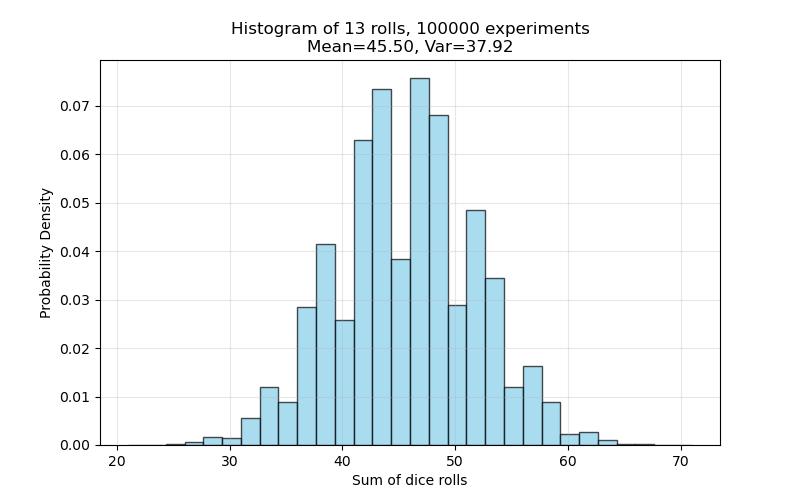 Histogram of 13 rolls, 100000 experiments
Mean=45.50, Var=37.92
0.07
0.06
0.05
0.04
0.03
0.02
0.01
0.00
Probability Density
20 30 40 50 60 70
Sum of dice rolls